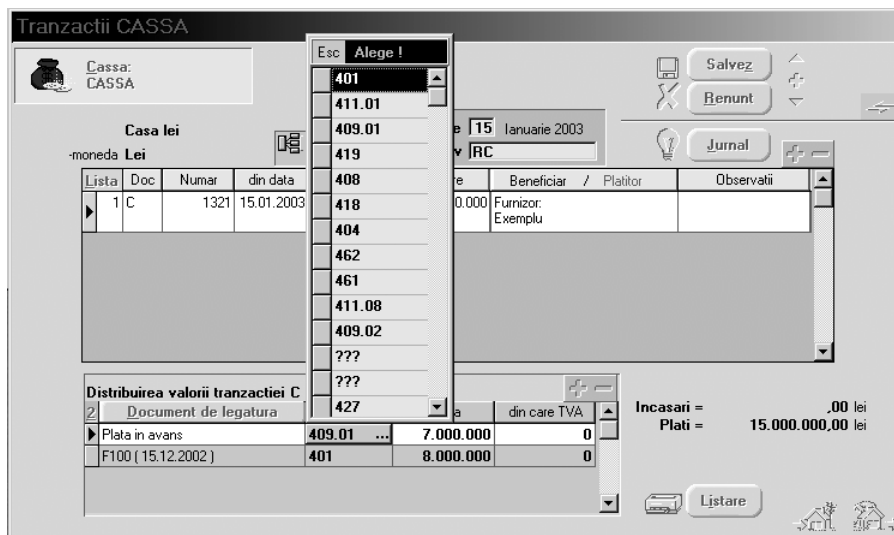 Tranzactii CASSA
Cassa:
CASSA
Casa lei
-moneda Lei
Esc Alege !
401
411.01
409.01
419
408
418
404
462
461
411.08
409.02
???
???
427
15 Ianuarie 2003
RC
Salvez
Renunt
Jurnal
Lista Doc Numar din data Beneficiar / Platitor Observatii
1 C 1321 15.01.2003 0.000 Furnizor:
Exemplu
Distribuirea valorii tranzactiei C
2 Document de legatura din care TVA
Plata in avans 409.01 ... 7.000.000 0
F100 ( 15.12.2002 ) 401 8.000.000 0
Incasari = ,00 lei
Plati = 15.000.000,00 lei
Listare